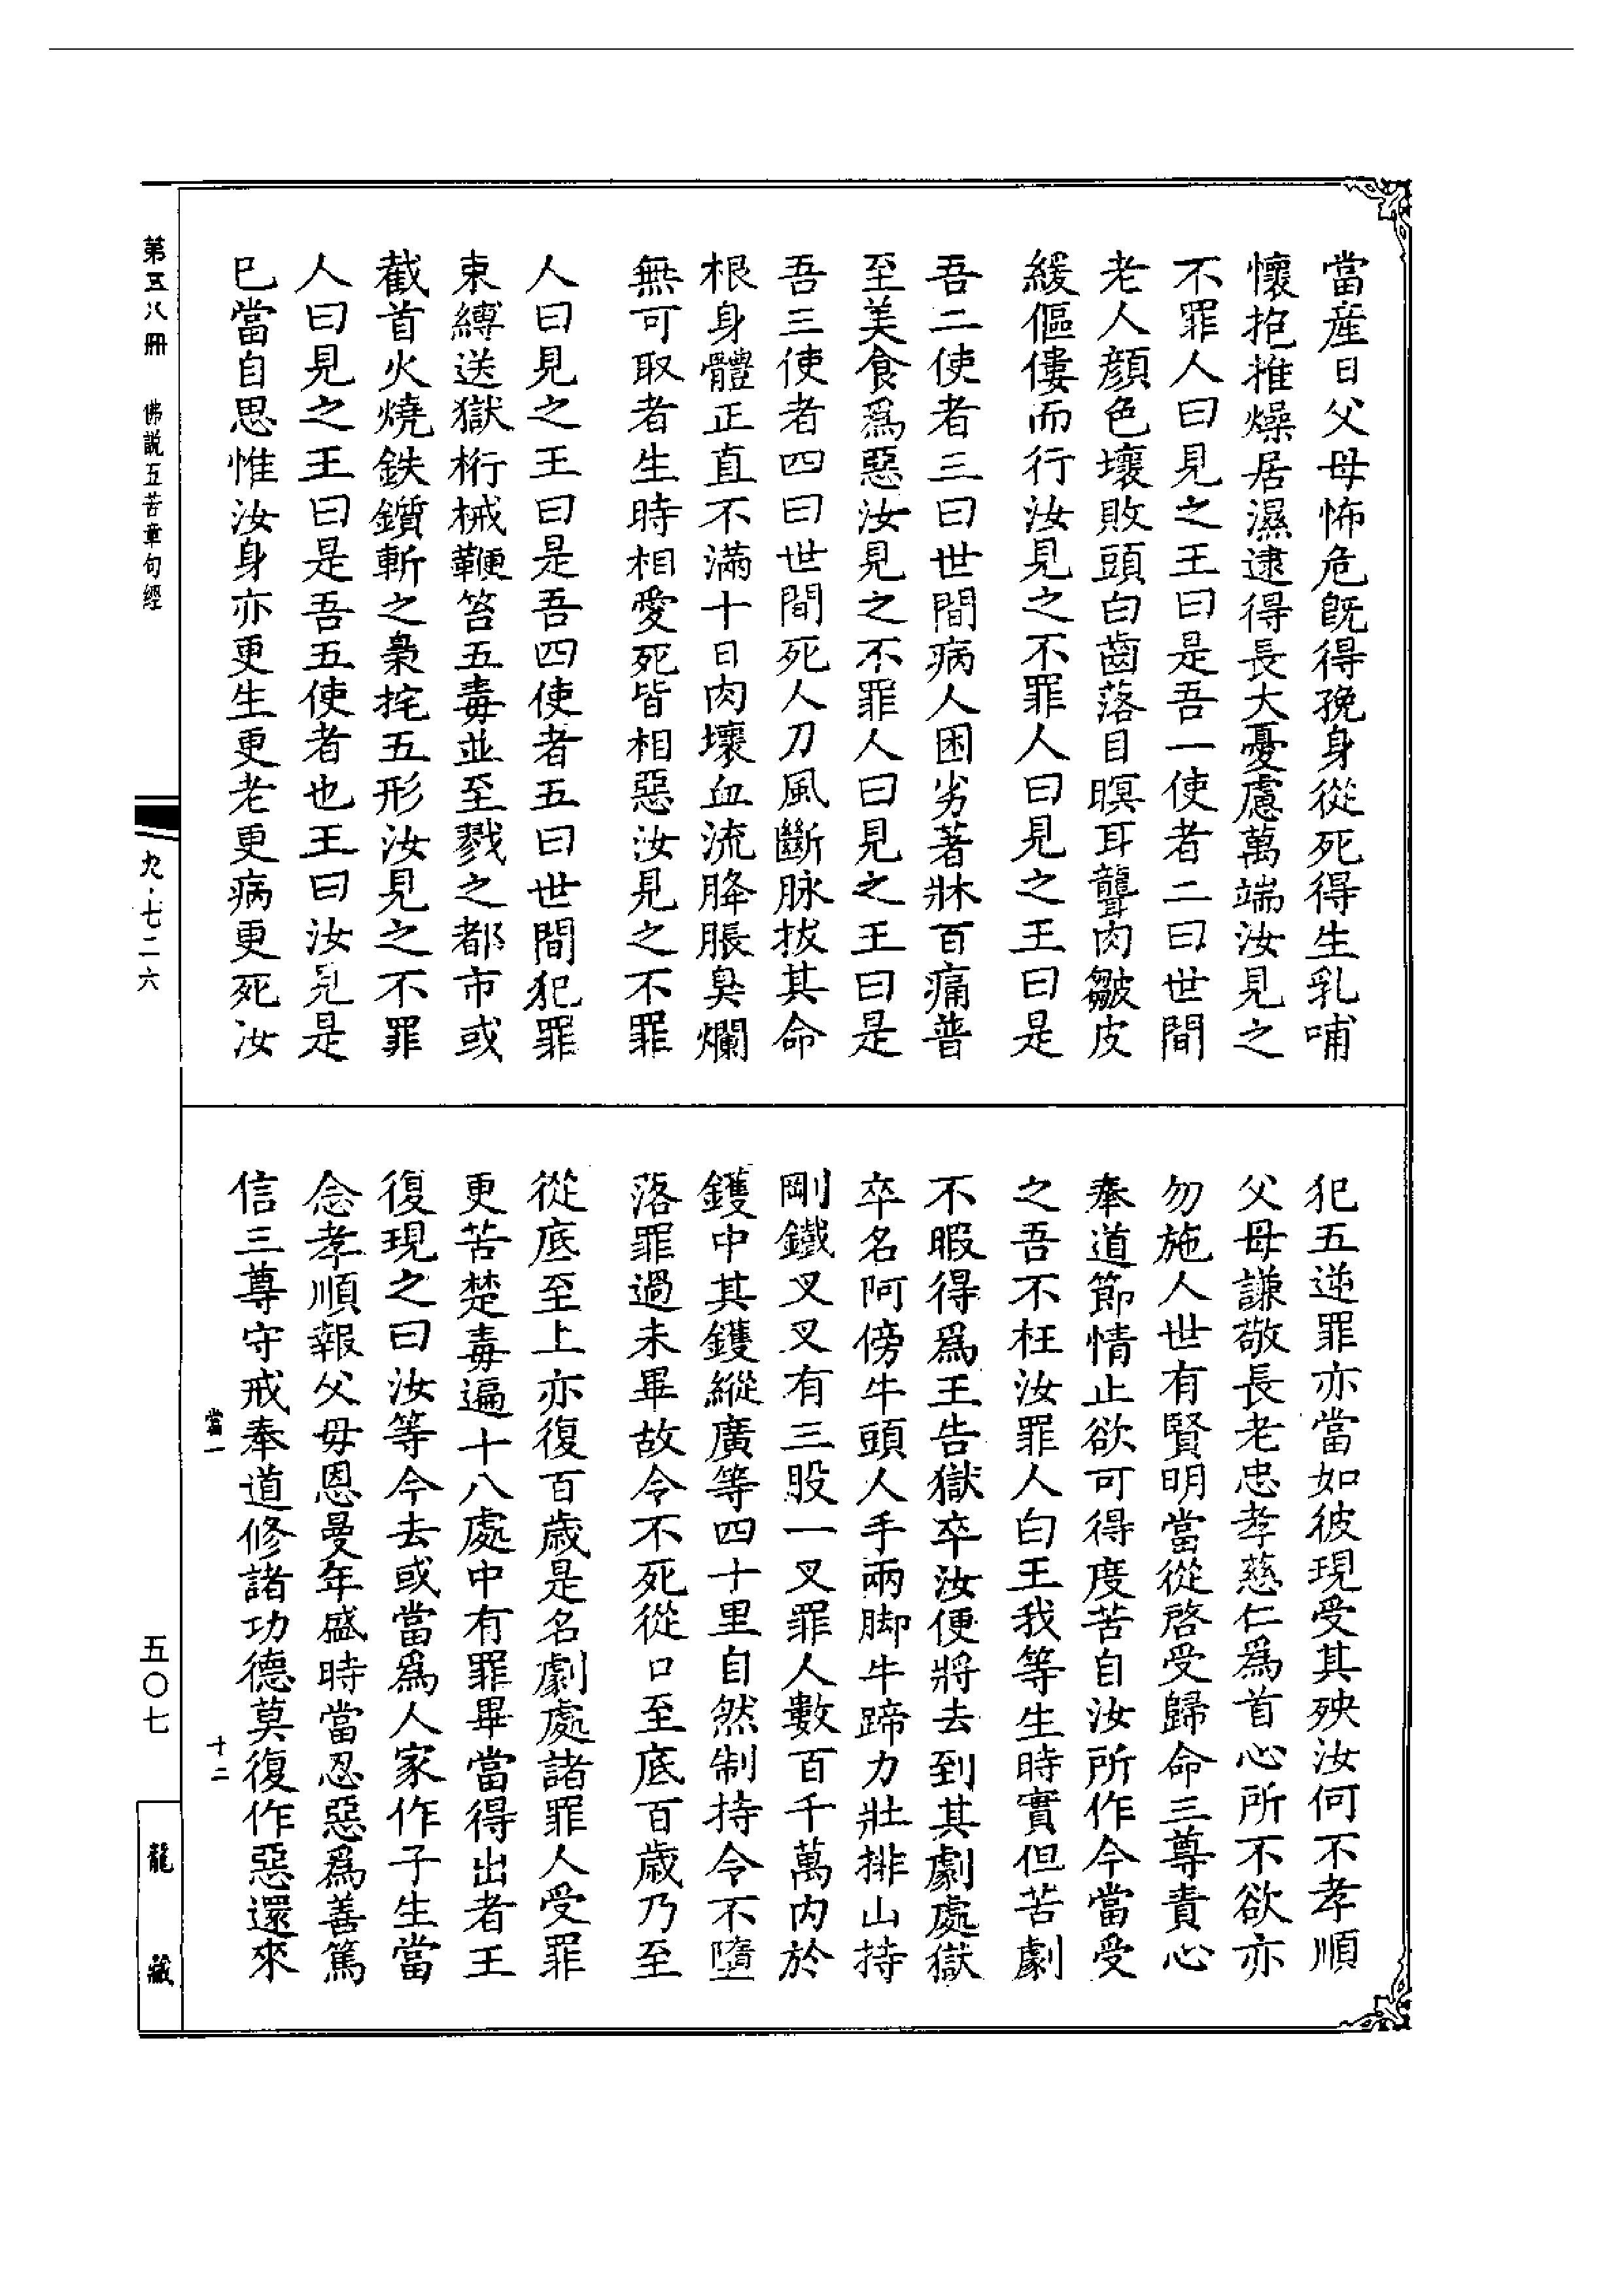 當産日父母怖危既得挽身從死得生乳哺
懷抱推燥居濕逮得長大憂慮萬端汝見之
不罪人曰見之王曰是吾一使者二曰世間
老人顔色壞敗頭白齒落目暝耳聾肉皺皮
緩傴僂而行汝見之不罪人曰見之王曰是
吾二使者三曰世間病人困劣著牀百痛普
至美食爲惡汝見之不罪人曰見之王曰是
吾三使者四曰世間死人刀風斷脉拔其命
根身體正直不滿十日肉壞血流胮脹臭爛
無可取者生時相愛死皆相惡汝見之不罪
人曰見之王曰是吾四使者五曰世間犯罪
束縛送獄桁械鞭笞五毒並至戮之都市或
截首火燒鈇鑕斬之梟挓五形汝見之不罪
人曰見之王曰是吾五使者也王曰汝見是
已當自思惟汝身亦更生更老更病更死汝
犯五逆罪亦當如彼現受其殃汝何不孝順
父母謙敬長老忠孝慈仁爲首心所不欲亦
勿施人世有賢明當從啓受歸命三尊責心
奉道節情止欲可得度苦自汝所作今當受
之吾不枉汝罪人白王我等生時實但苦劇
不暇得爲王告獄卒汝便將去到其劇處獄
卒名阿傍牛頭人手兩脚牛蹄力壯排山持
剛鐵叉叉有三股一叉罪人數百千萬内於
鑊中其鑊縱廣等四十里自然制持令不墮
落罪過未畢故令不死從口至底百歲乃至
從底至上亦復百歲是名劇處諸罪人受罪
更苦楚毒遍十八處中有罪畢當得出者王
復現之曰汝等今去或當爲人家作子生當
念孝順報父母恩曼年盛時當忍惡爲善篤
信三尊守戒奉道修諸功德莫復作惡還來
當一 十二
第五八册 佛説五苦章句經
九·七二六
五〇七
龍藏